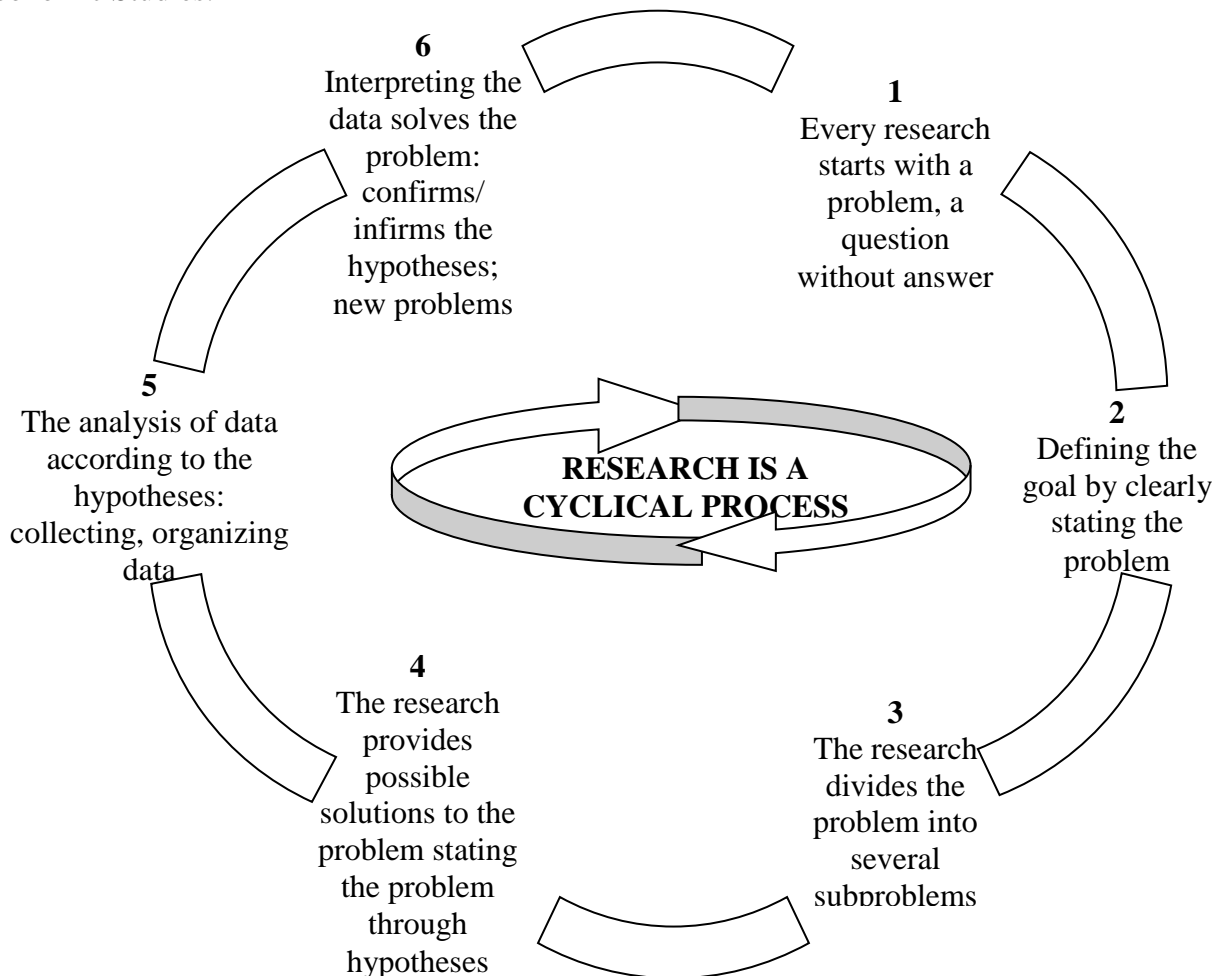 6
Interpreting the
data solves the
problem:
confirms/
infirms the
hypotheses;
new problems
1
Every research
starts with a
problem, a
question
without answer
2
Defining the
goal by clearly
stating the
problem
3
The research
divides the
problem into
several
subproblems
4
The research
provides
possible
solutions to the
problem stating
the problem
through
hypotheses
5
The analysis of data
according to the
hypotheses:
collecting, organizing
data
RESEARCH IS A
CYCLICAL PROCESS